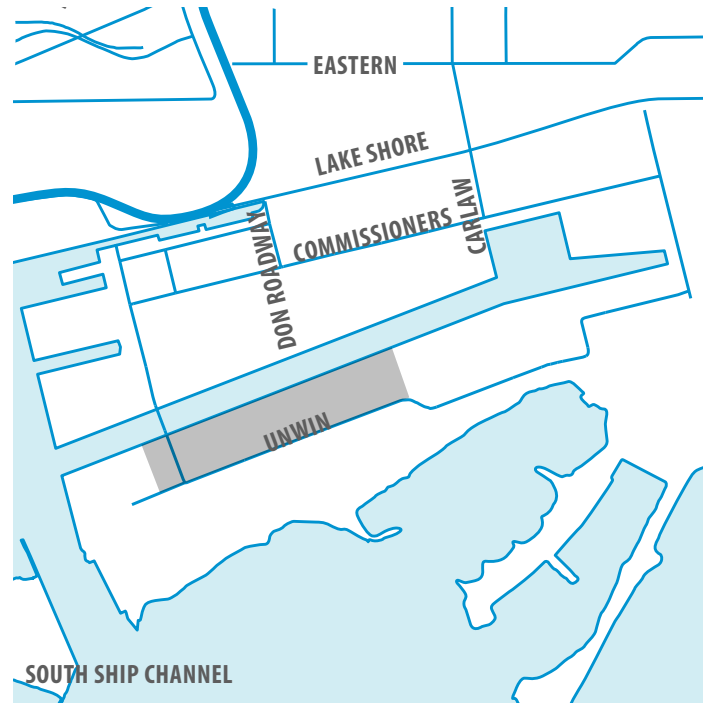 EASTERN
LAKE SHORE
CARLAW
COMMISSIONERS
DON ROADWAY
UNWIN
SOUTH SHIP CHANNEL